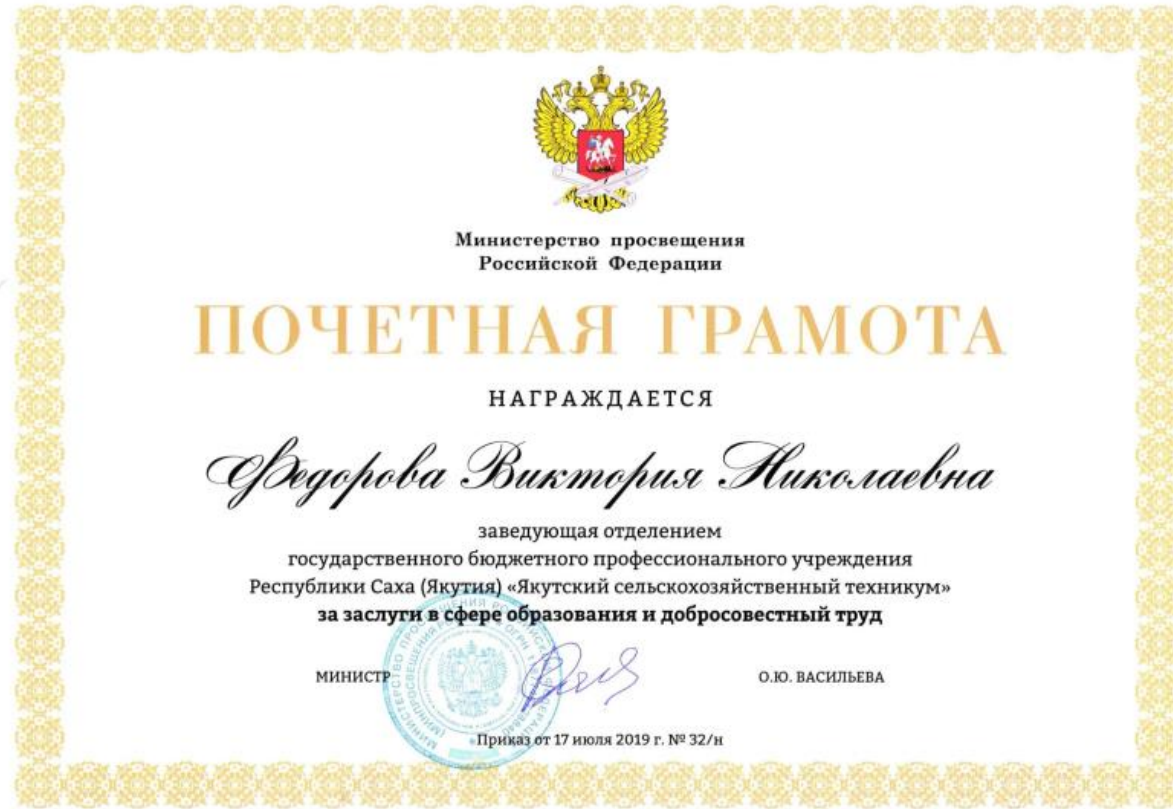 Министерство просвещения
Российской Федерации
ПОЧЕТНАЯ ГРАМОТА
НАГРАЖДАЕТСЯ
Федорова Виктория Николаевна
заведующая отделением
государственного бюджетного профессионального учреждения
Республики Саха (Якутия) «Якутский сельскохозяйственный техникум»
за заслуги в сфере образования и добросовестный труд
МИНИСТР
О.Ю. ВАСИЛЬЕВА
Приказ от 17 июля 2019 г. № 32/н